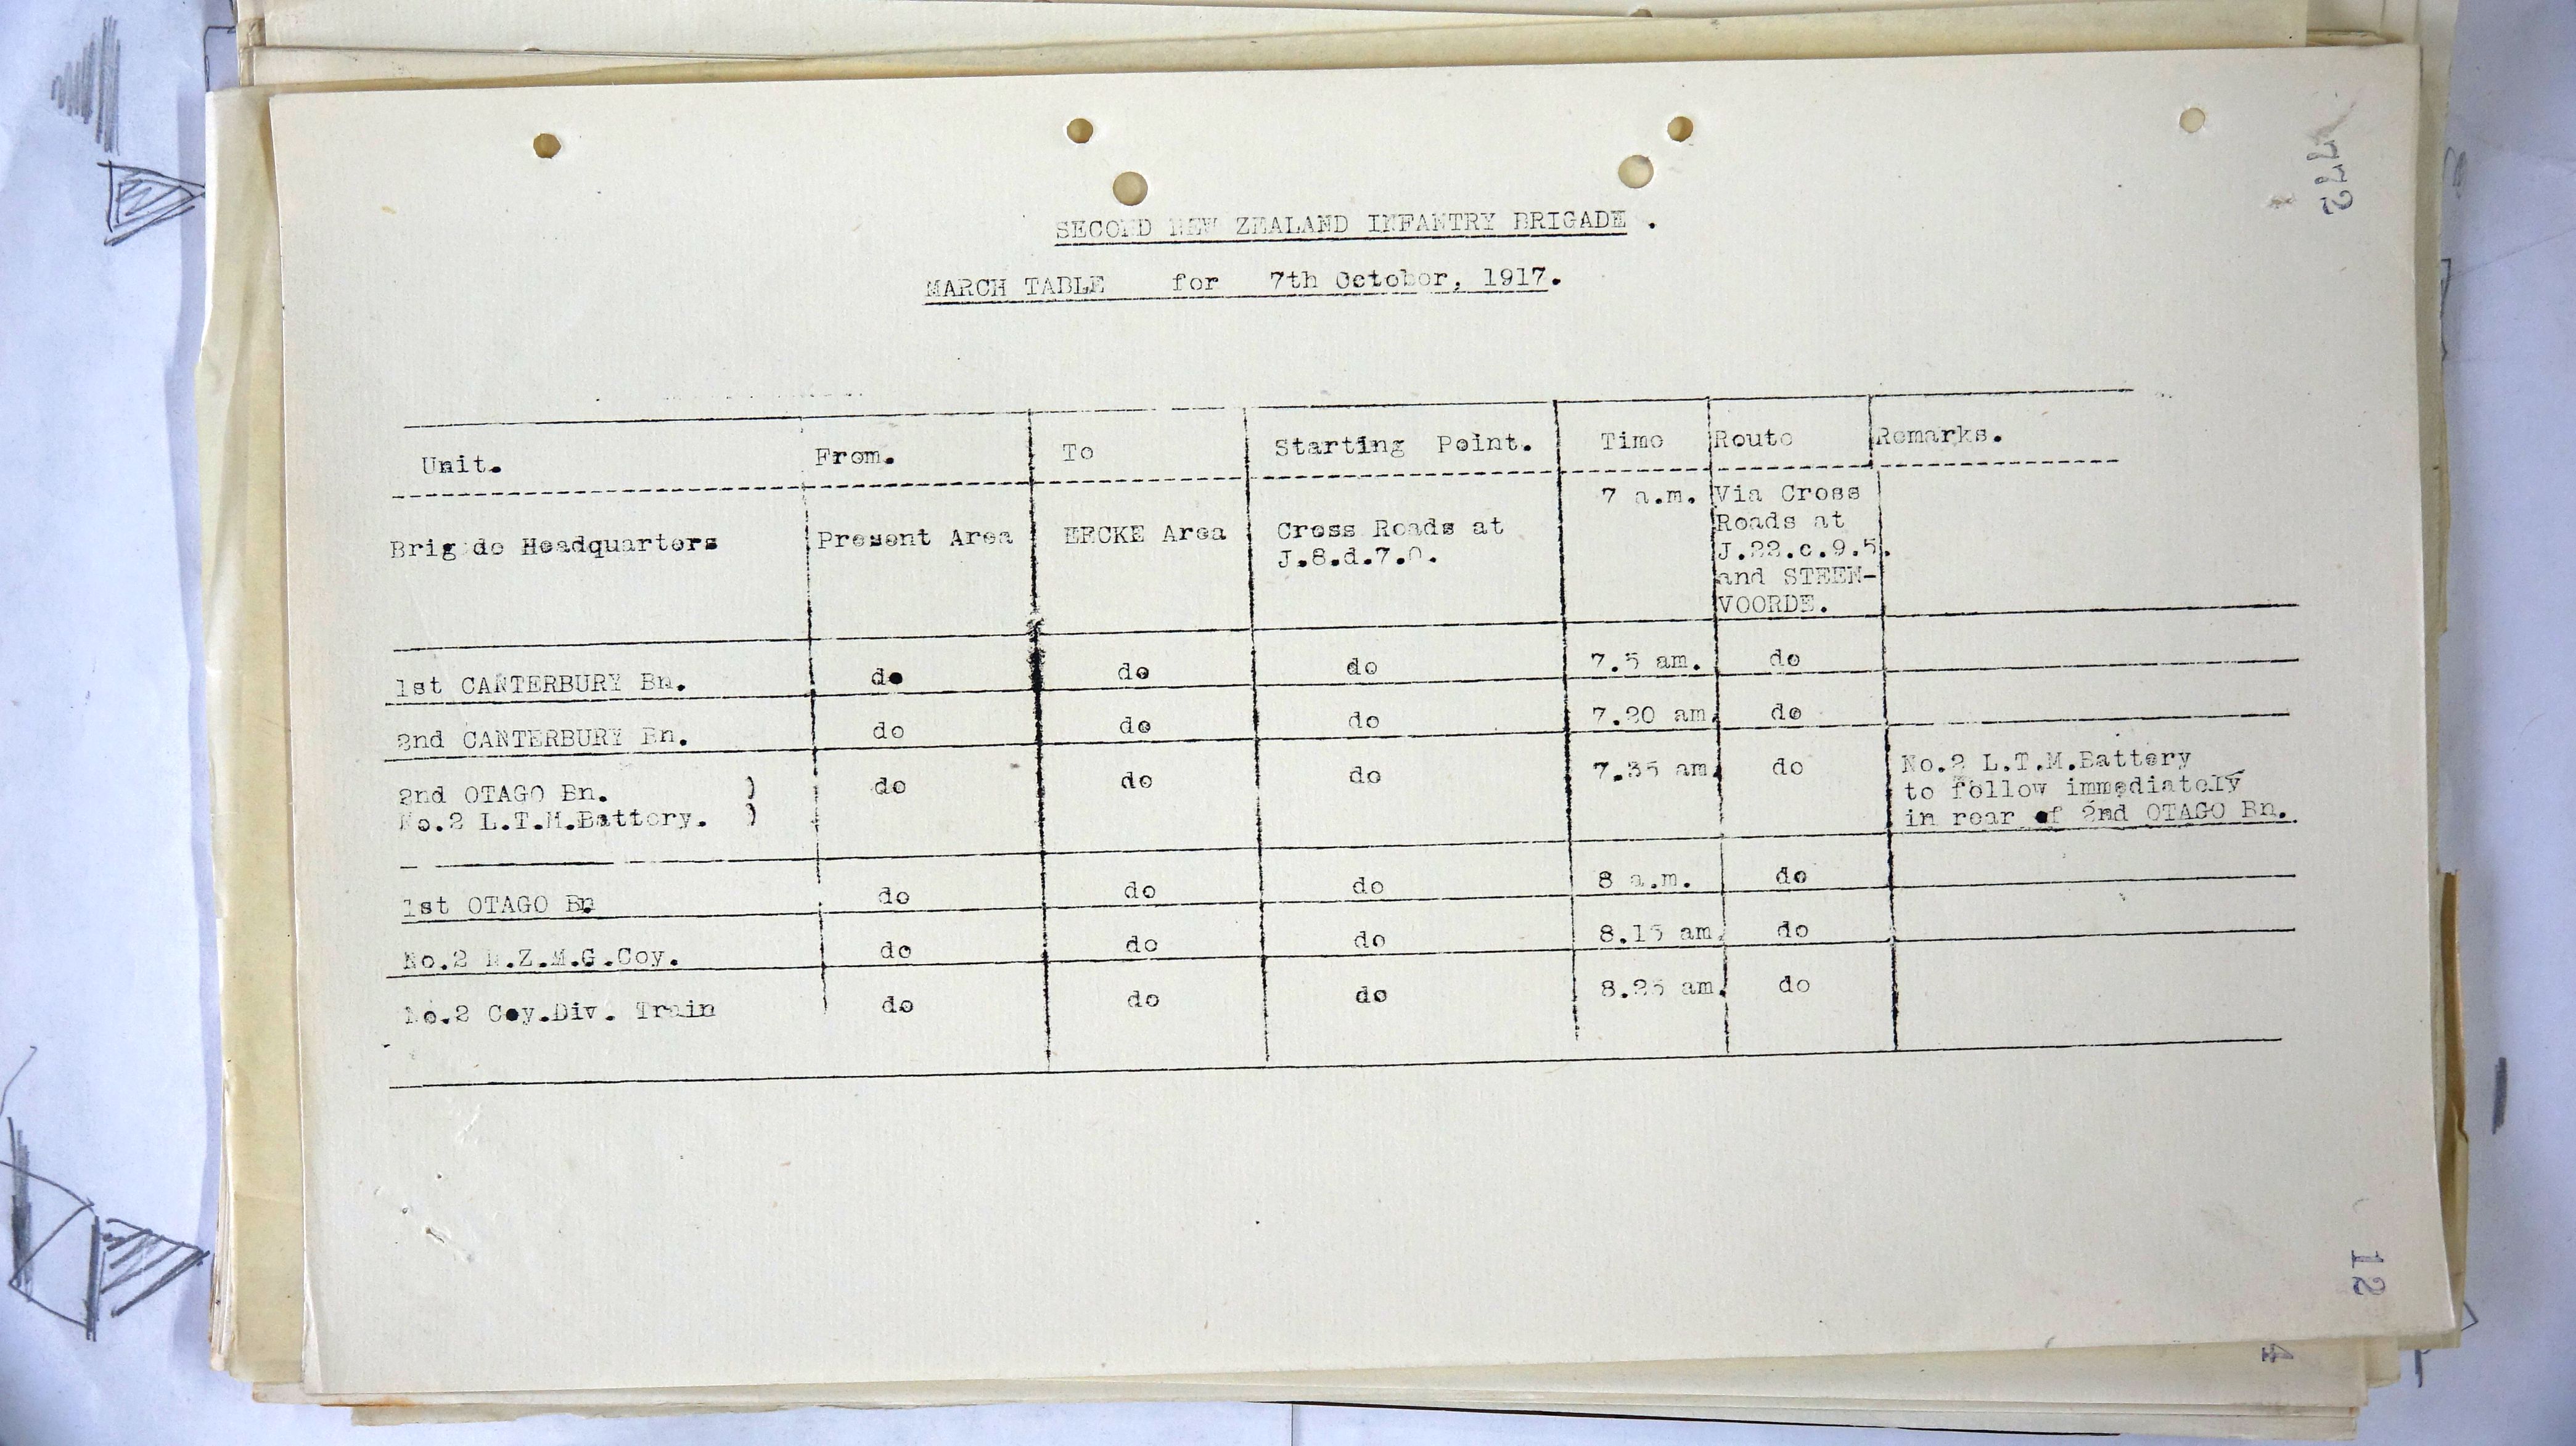 772
SECOND NEW ZEALAND INFANTRY BRIGADE .
MARCH TABLE for 7th October, 1917.
Unit. From. To Starting Point. Time Route Remarks.
Brigade Headquarters Present Area EECKE Area Cross Roads at J.8.d.7.0. 7 a.m. Via Cross
Roads at
J.22.c.9.5.
and STEEN-
VOORDE.
1st CANTERBURY Bn. do do do 7.5 am. do
2nd CANTERBURY Bn. do do do 7.20 am. do
2nd OTAGO Bn. ) do do do 7.35 am. do No.2 L.T.M.Battery
No.2 L.T.M.Battery. ) to follow immediately
in rear of 2nd OTAGO Bn.
1st OTAGO Bn do do do 8 a.m. do
No.2 N.Z.M.G.Coy. do do do 8.15 am. do
No.2 Coy.Div. Train do do do 8.25 am. do
12
4